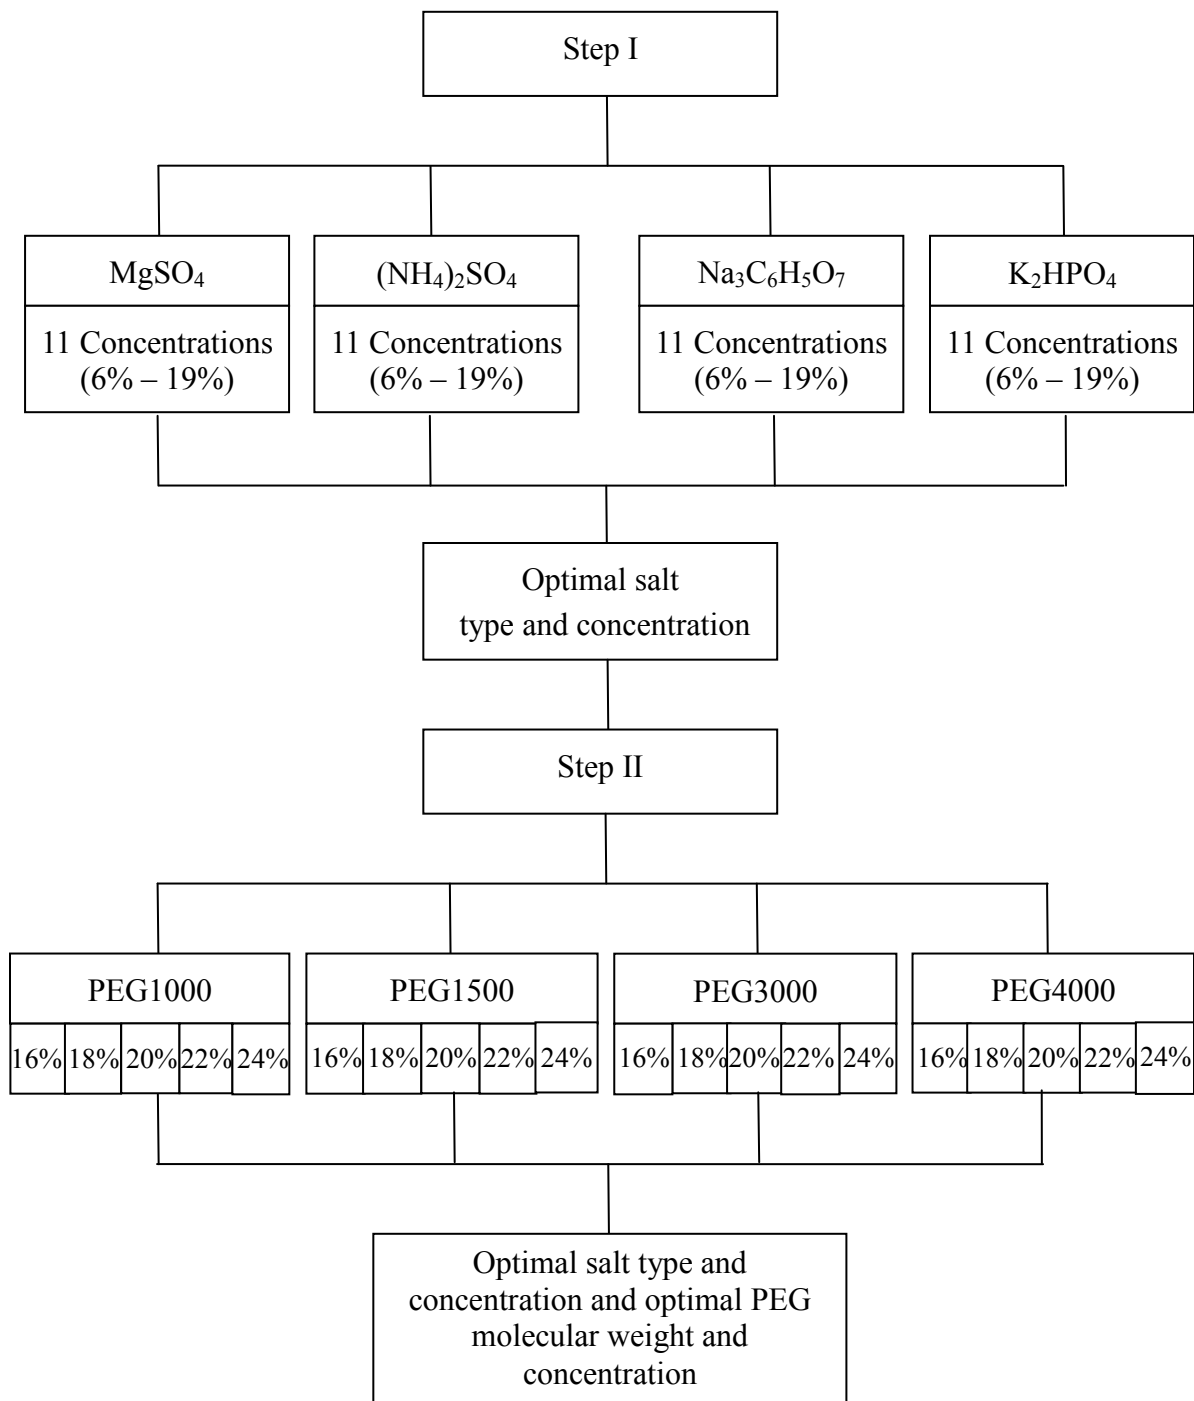 Step I
MgSO₄
11 Concentrations
(6% – 19%)
(NH₄)₂SO₄
11 Concentrations
(6% – 19%)
Na₃C₆H₅O₇
11 Concentrations
(6% – 19%)
K₂HPO₄
11 Concentrations
(6% – 19%)
Optimal salt
type and concentration
Step II
PEG1000
16% 18% 20% 22% 24%
PEG1500
16% 18% 20% 22% 24%
PEG3000
16% 18% 20% 22% 24%
PEG4000
16% 18% 20% 22% 24%
Optimal salt type and
concentration and optimal PEG
molecular weight and
concentration